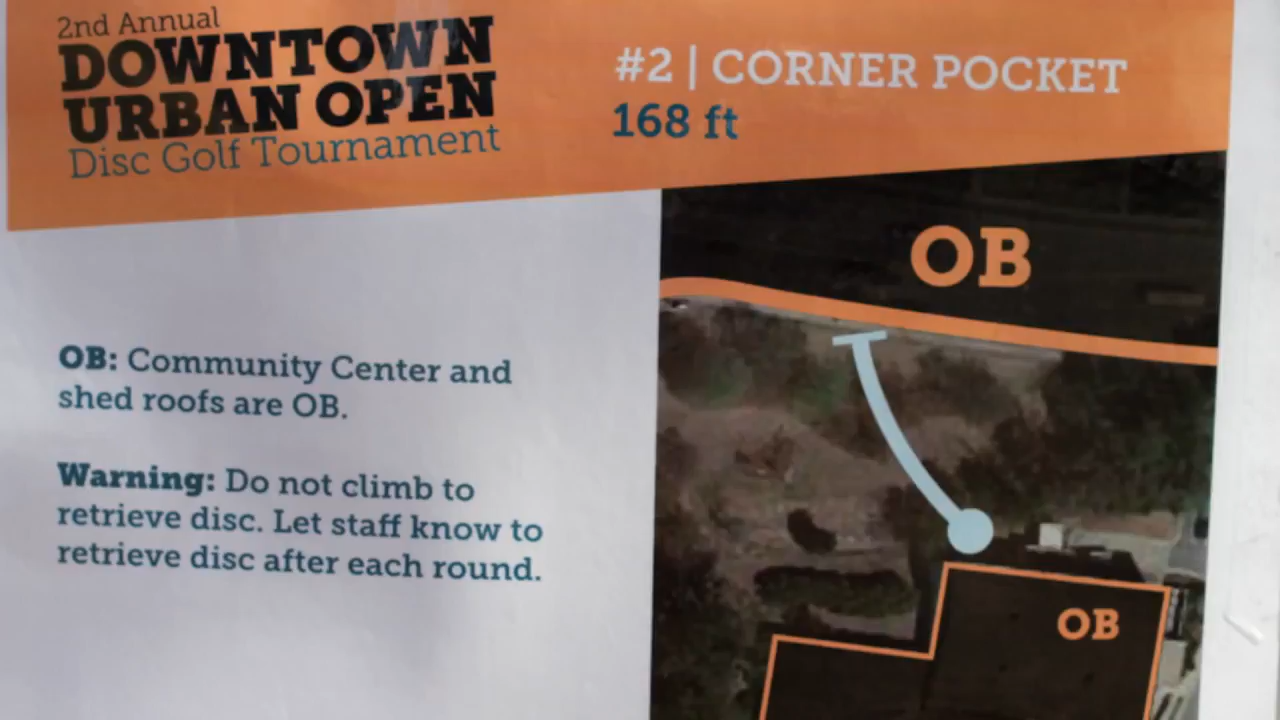 2nd Annual
DOWNTOWN
URBAN OPEN
Disc Golf Tournament
#2 | CORNER POCKET
168 ft
OB
OB: Community Center and
shed roofs are OB.
Warning: Do not climb to
retrieve disc. Let staff know to
retrieve disc after each round.
OB